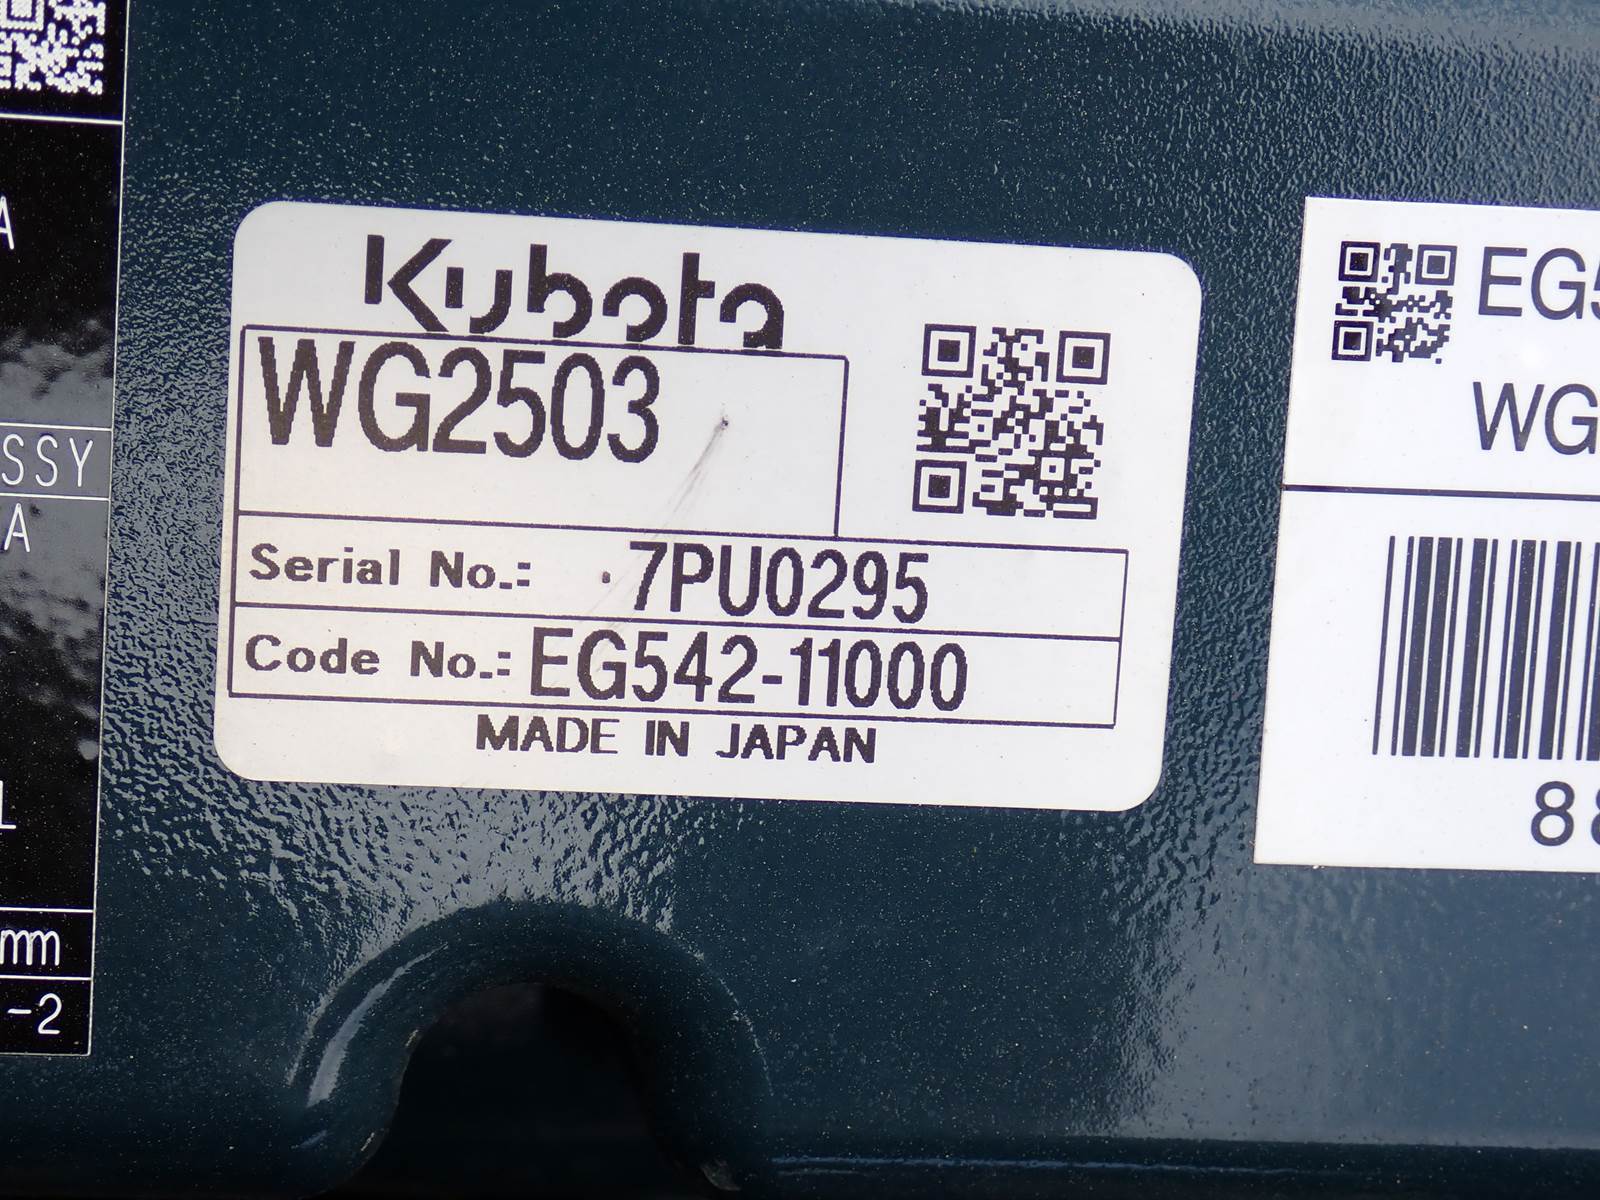 Kubota
WG2503
Serial No.: 7PU0295
Code No.: EG542-11000
MADE IN JAPAN
A
SSY
A
L
mm
-2
EG5
WG
88